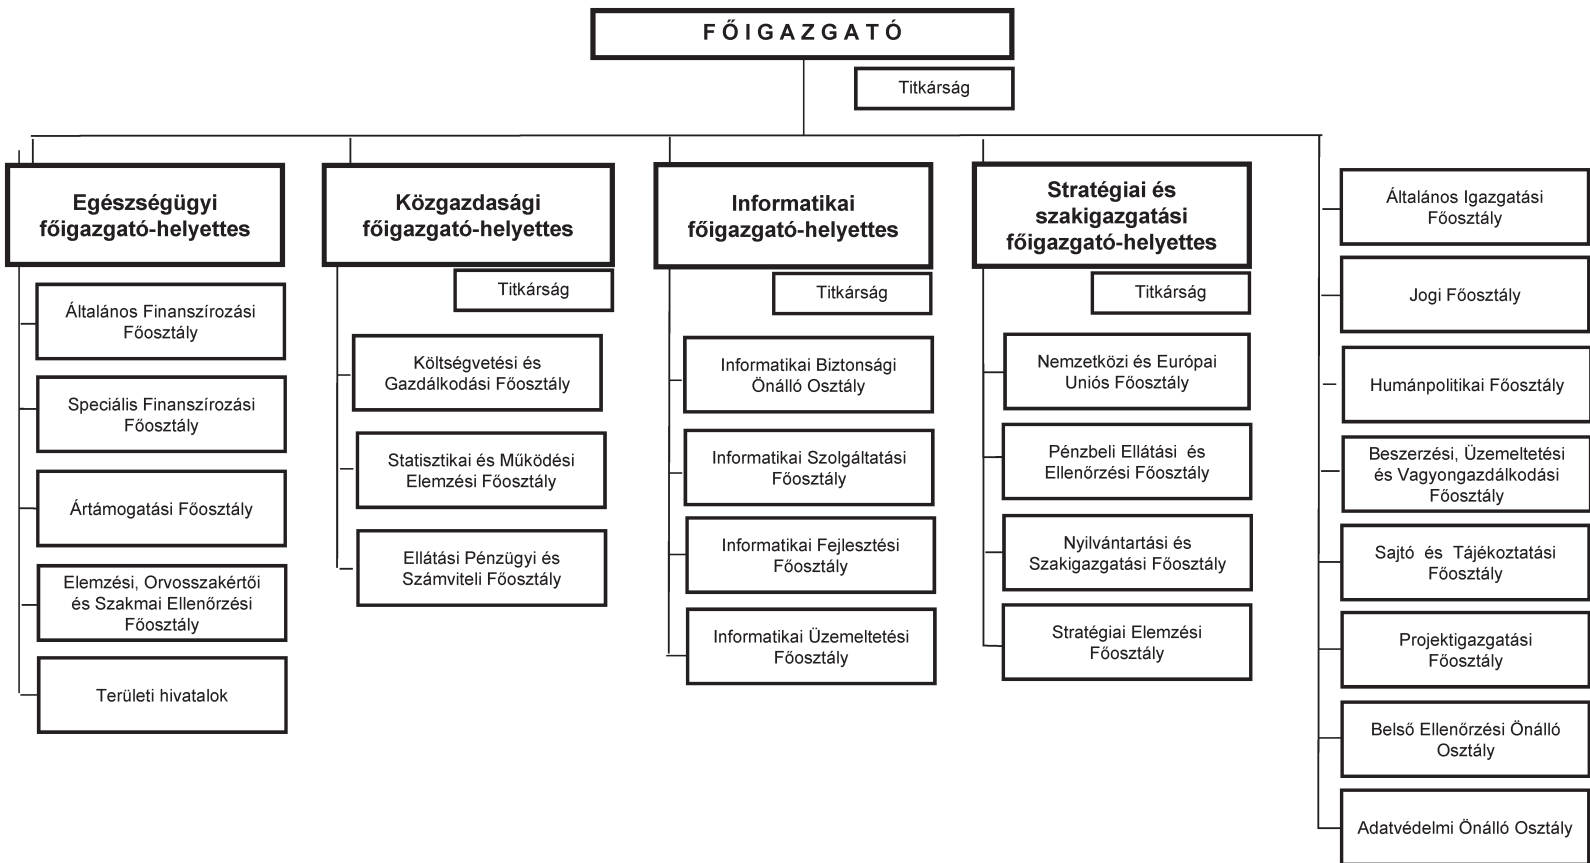 FŐIGAZGATÓ
Titkárság
Egészségügyi
főigazgató-helyettes
Általános Finanszírozási
Főosztály
Speciális Finanszírozási
Főosztály
Ártámogatási Főosztály
Elemzési, Orvosszakértői
és Szakmai Ellenőrzési
Főosztály
Területi hivatalok
Közgazdasági
főigazgató-helyettes
Titkárság
Költségvetési és
Gazdálkodási Főosztály
Statisztikai és Működési
Elemzési Főosztály
Ellátási Pénzügyi és
Számviteli Főosztály
Informatikai
főigazgató-helyettes
Titkárság
Informatikai Biztonsági
Önálló Osztály
Informatikai Szolgáltatási
Főosztály
Informatikai Fejlesztési
Főosztály
Informatikai Üzemeltetési
Főosztály
Stratégiai és
szakigazgatási
főigazgató-helyettes
Titkárság
Nemzetközi és Európai
Uniós Főosztály
Pénzbeli Ellátási és
Ellenőrzési Főosztály
Nyilvántartási és
Szakigazgatási Főosztály
Stratégiai Elemzési
Főosztály
Általános Igazgatási
Főosztály
Jogi Főosztály
Humánpolitikai Főosztály
Beszerzési, Üzemeltetési
és Vagyongazdálkodási
Főosztály
Sajtó és Tájékoztatási
Főosztály
Projektigazgatási
Főosztály
Belső Ellenőrzési Önálló
Osztály
Adatvédelmi Önálló Osztály